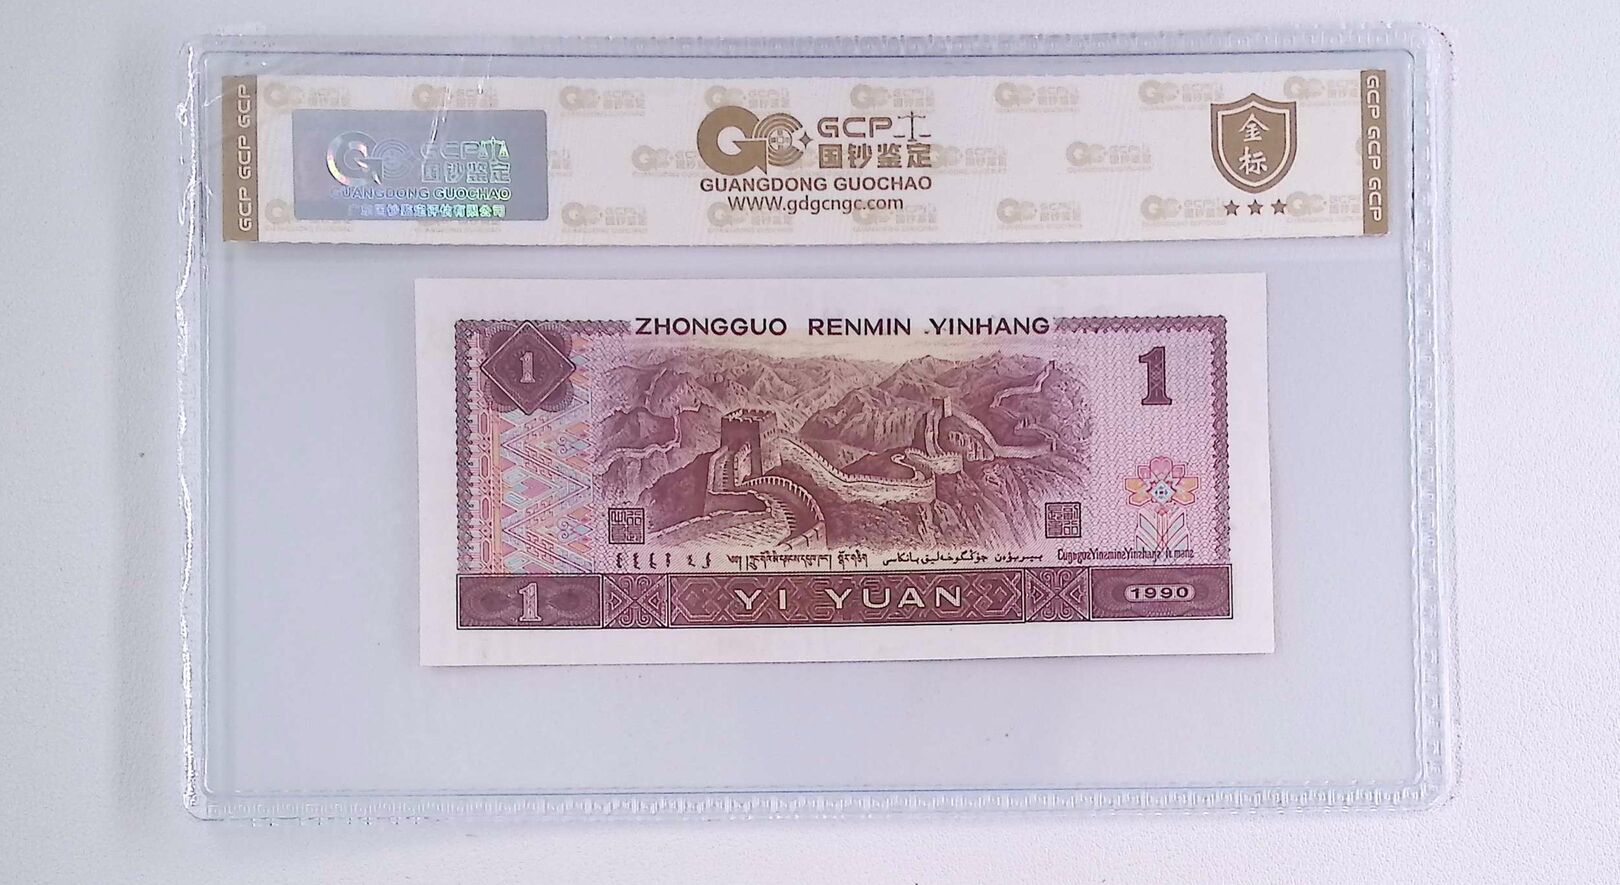 GCP GCP GCP
GCP
国钞鉴定
GUANGDONG GUOCHAO
广东国钞鉴定评估有限公司
GCP
国钞鉴定
GUANGDONG GUOCHAO
WWW.gdgcngc.com
金
标
GCP GCP GCP
ZHONGGUO RENMIN YINHANG
1
1
1
YI YUAN
1990